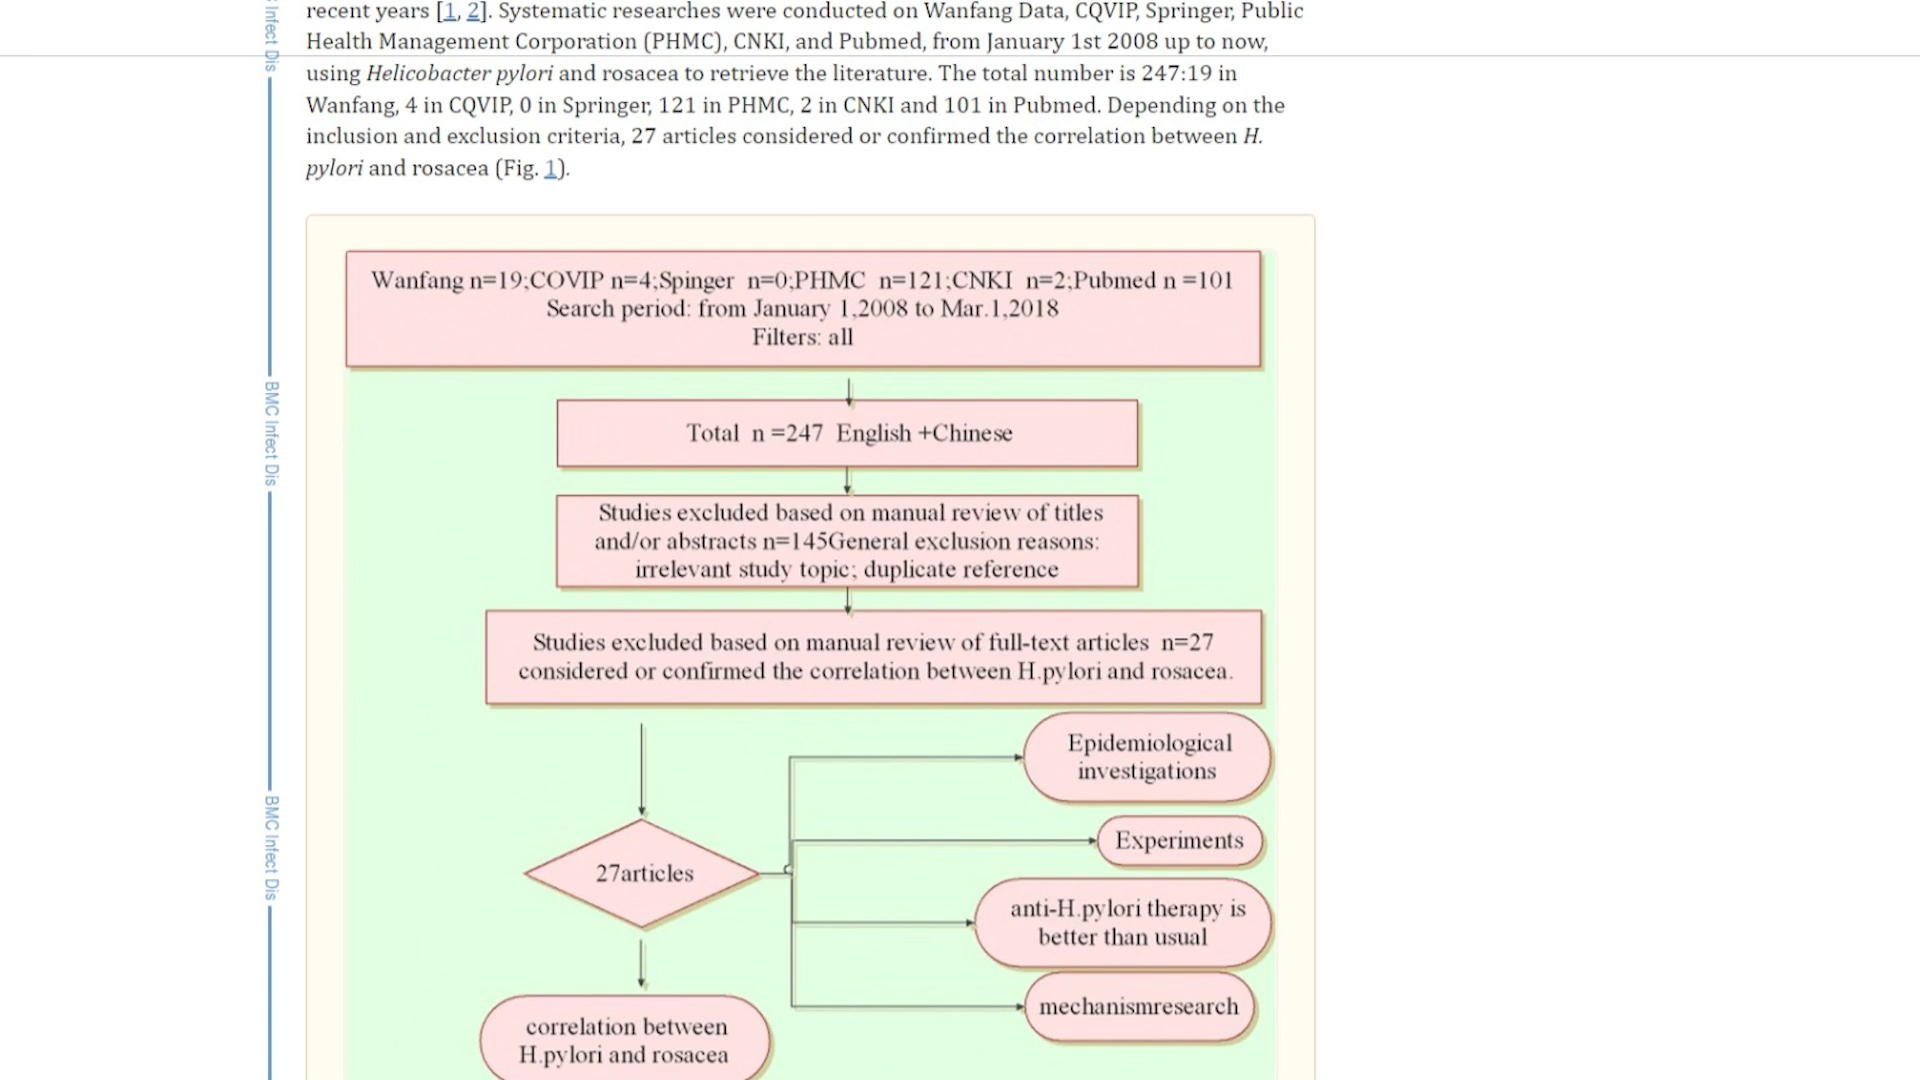 recent years [1, 2]. Systematic researches were conducted on Wanfang Data, CQVIP, Springer, Public
Health Management Corporation (PHMC), CNKI, and Pubmed, from January 1st 2008 up to now,
using Helicobacter pylori and rosacea to retrieve the literature. The total number is 247:19 in
Wanfang, 4 in CQVIP, 0 in Springer, 121 in PHMC, 2 in CNKI and 101 in Pubmed. Depending on the
inclusion and exclusion criteria, 27 articles considered or confirmed the correlation between H.
pylori and rosacea (Fig. 1).
Wanfang n=19;COVIP n=4;Spinger n=0;PHMC n=121;CNKI n=2;Pubmed n =101
Search period: from January 1,2008 to Mar.1,2018
Filters: all
Total n =247 English +Chinese
Studies excluded based on manual review of titles
and/or abstracts n=145General exclusion reasons:
irrelevant study topic; duplicate reference
Studies excluded based on manual review of full-text articles n=27
considered or confirmed the correlation between H.pylori and rosacea.
Epidemiological
investigations
Experiments
27articles
anti-H.pylori therapy is
better than usual
mechanismresearch
correlation between
H.pylori and rosacea
Infect Dis
BMC Infect Dis
BMC Infect Dis